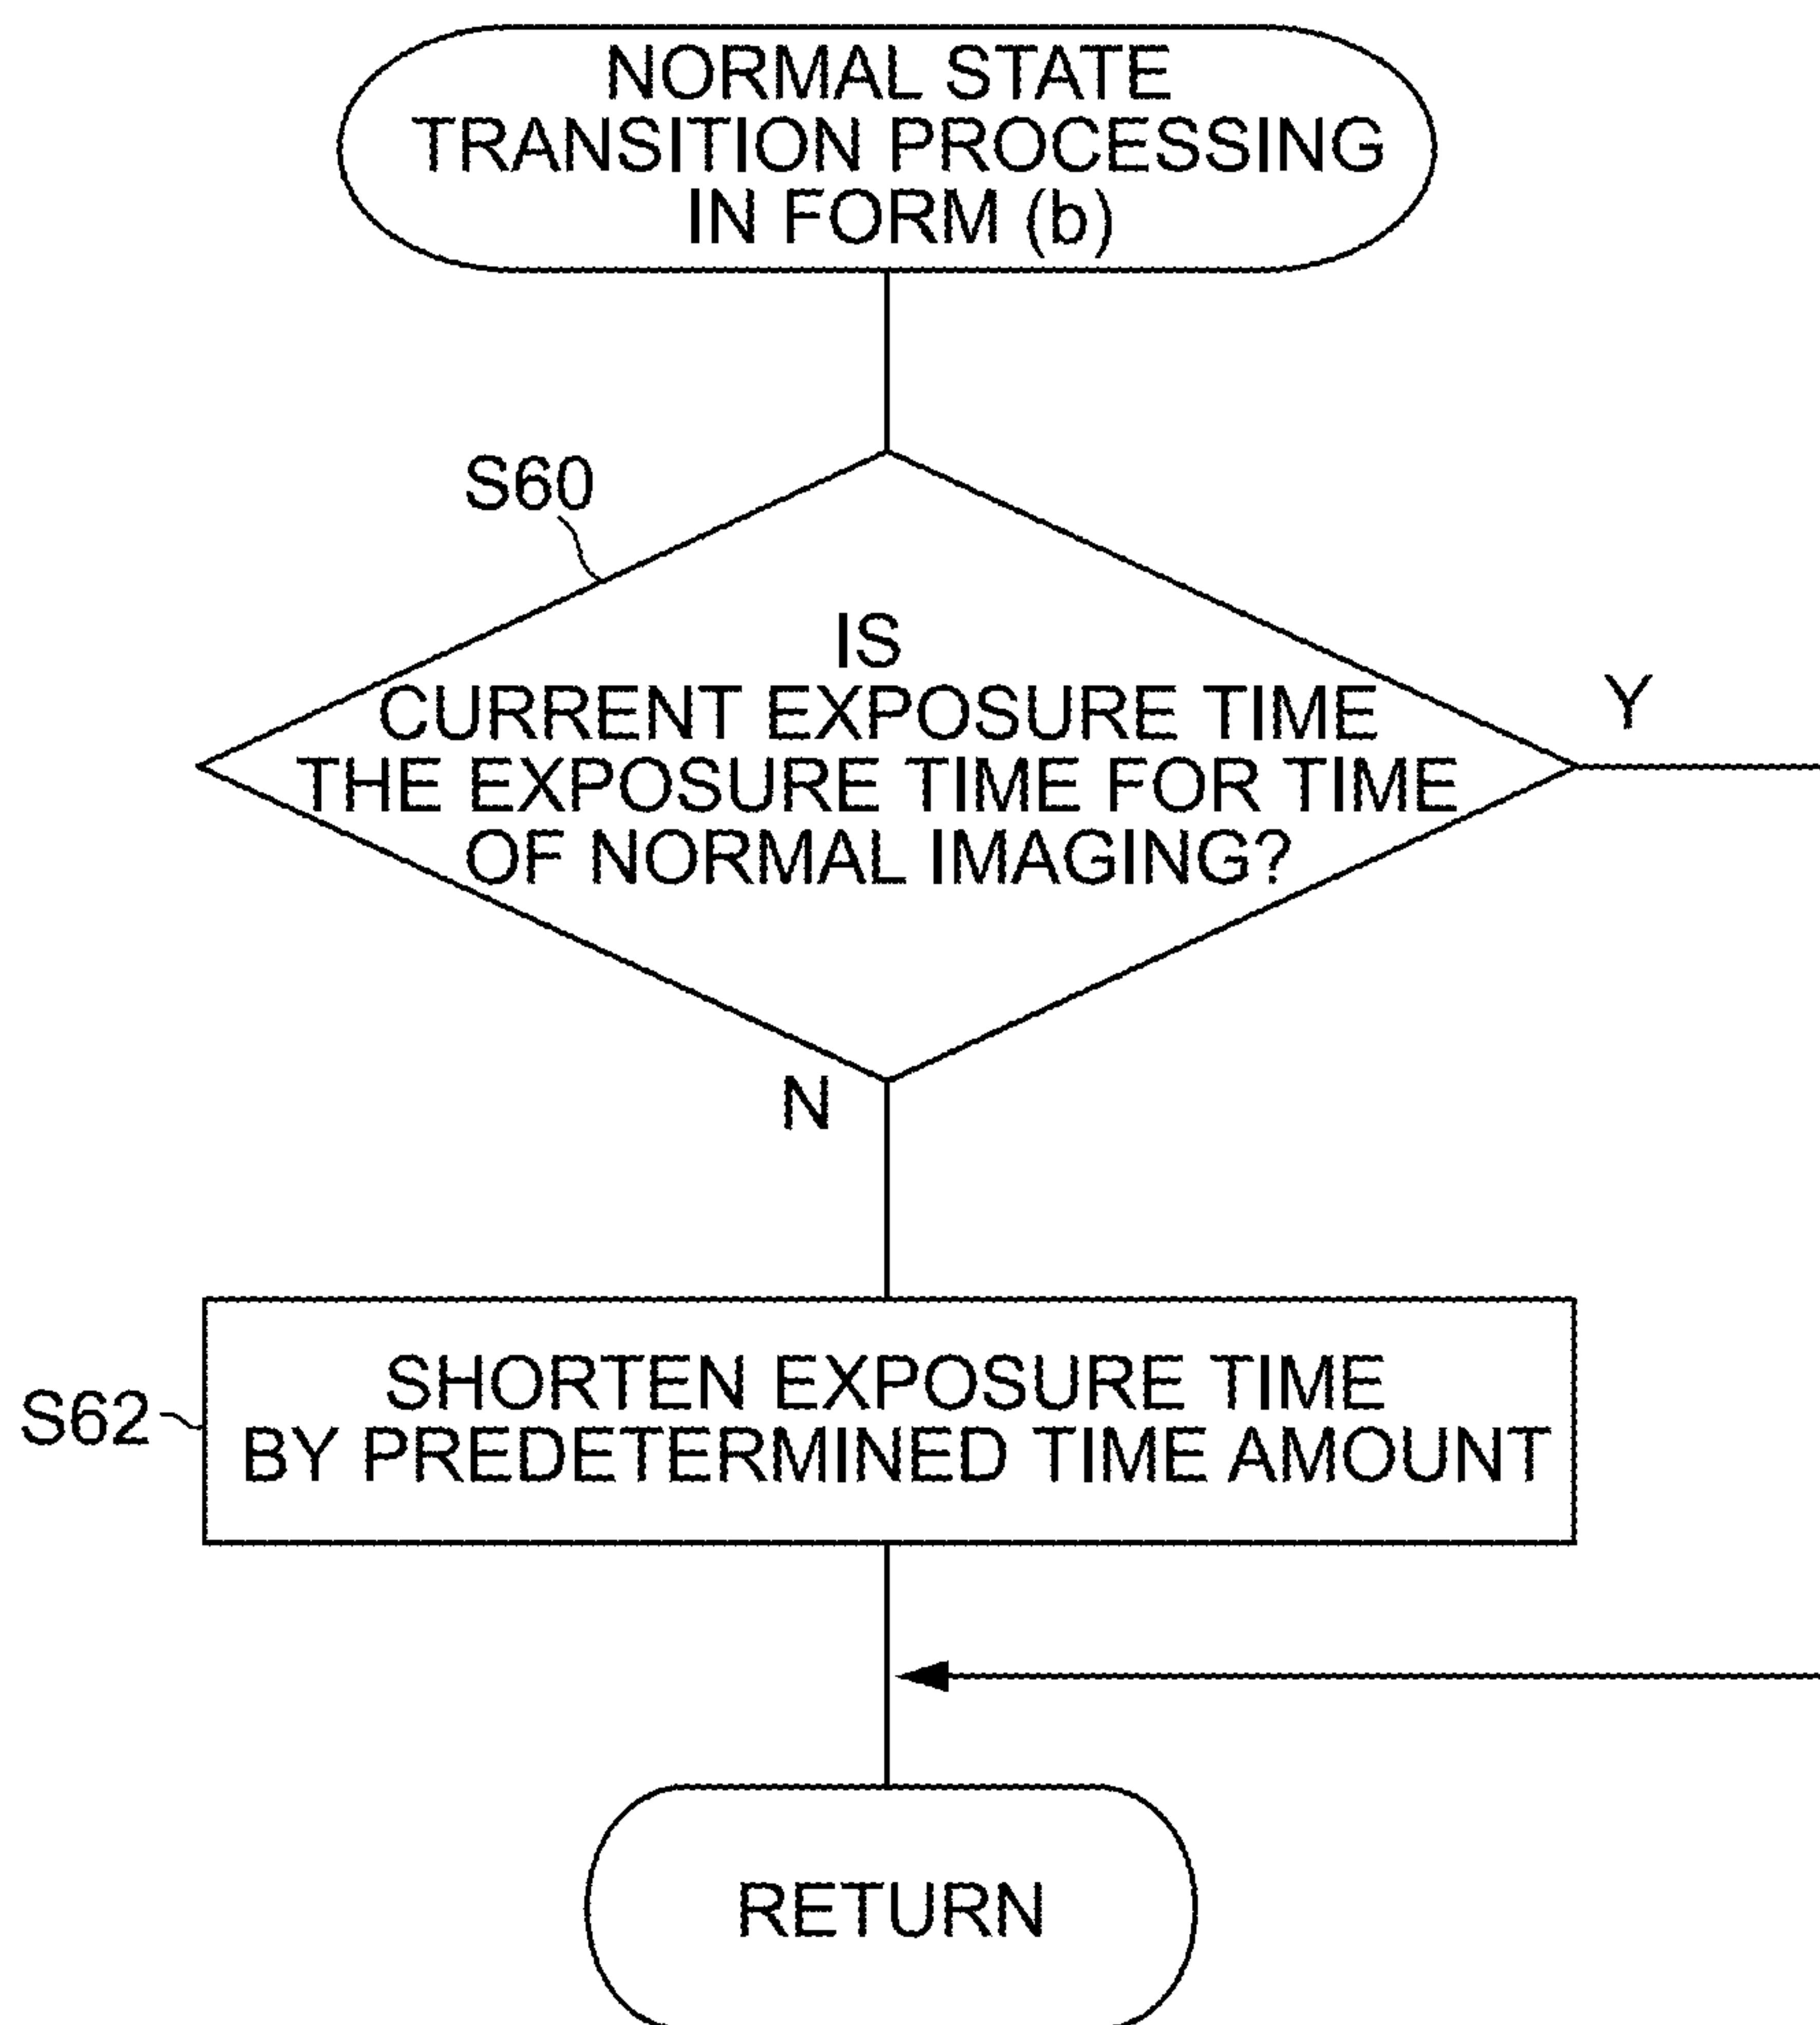 NORMAL STATE
TRANSITION PROCESSING
IN FORM (b)
S60
IS
CURRENT EXPOSURE TIME
THE EXPOSURE TIME FOR TIME
OF NORMAL IMAGING?
Y
N
S62
SHORTEN EXPOSURE TIME
BY PREDETERMINED TIME AMOUNT
RETURN